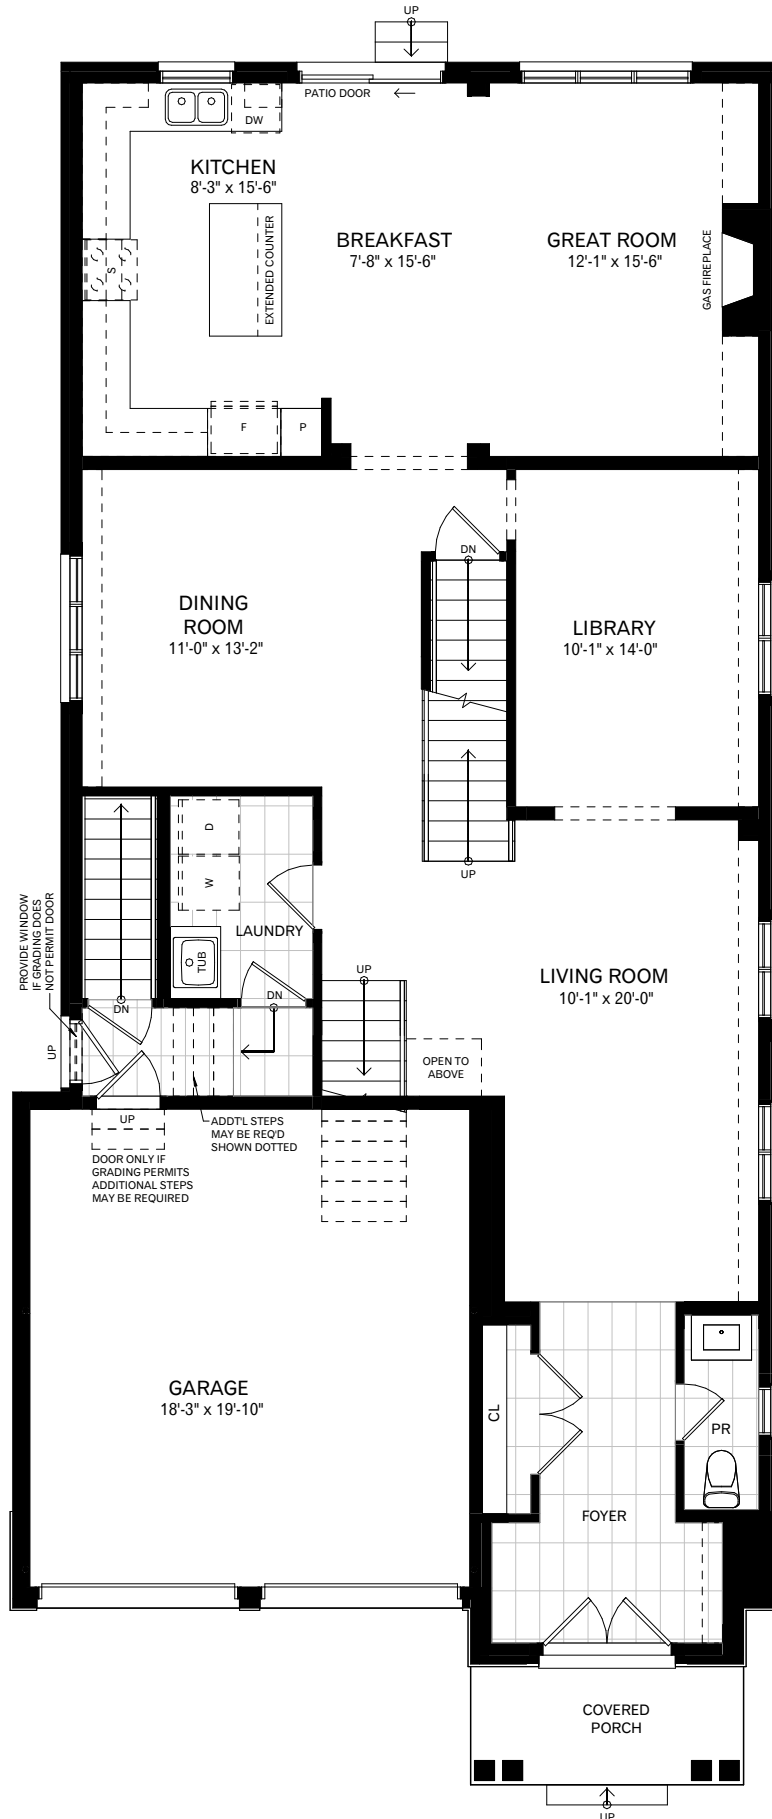 UP
PATIO DOOR
DW
KITCHEN
8'-3" x 15'-6"
EXTENDED COUNTER
S
BREAKFAST
7'-8" x 15'-6"
GREAT ROOM
12'-1" x 15'-6"
GAS FIREPLACE
F
P
DN
DINING
ROOM
11'-0" x 13'-2"
LIBRARY
10'-1" x 14'-0"
UP
D
W
LAUNDRY
TUB
PROVIDE WINDOW
IF GRADING DOES
NOT PERMIT DOOR
DN
DN
UP
UP
LIVING ROOM
10'-1" x 20'-0"
OPEN TO
ABOVE
UP
ADDT'L STEPS
MAY BE REQ'D
SHOWN DOTTED
DOOR ONLY IF
GRADING PERMITS
ADDITIONAL STEPS
MAY BE REQUIRED
GARAGE
18'-3" x 19'-10"
CL
PR
FOYER
COVERED
PORCH
UP